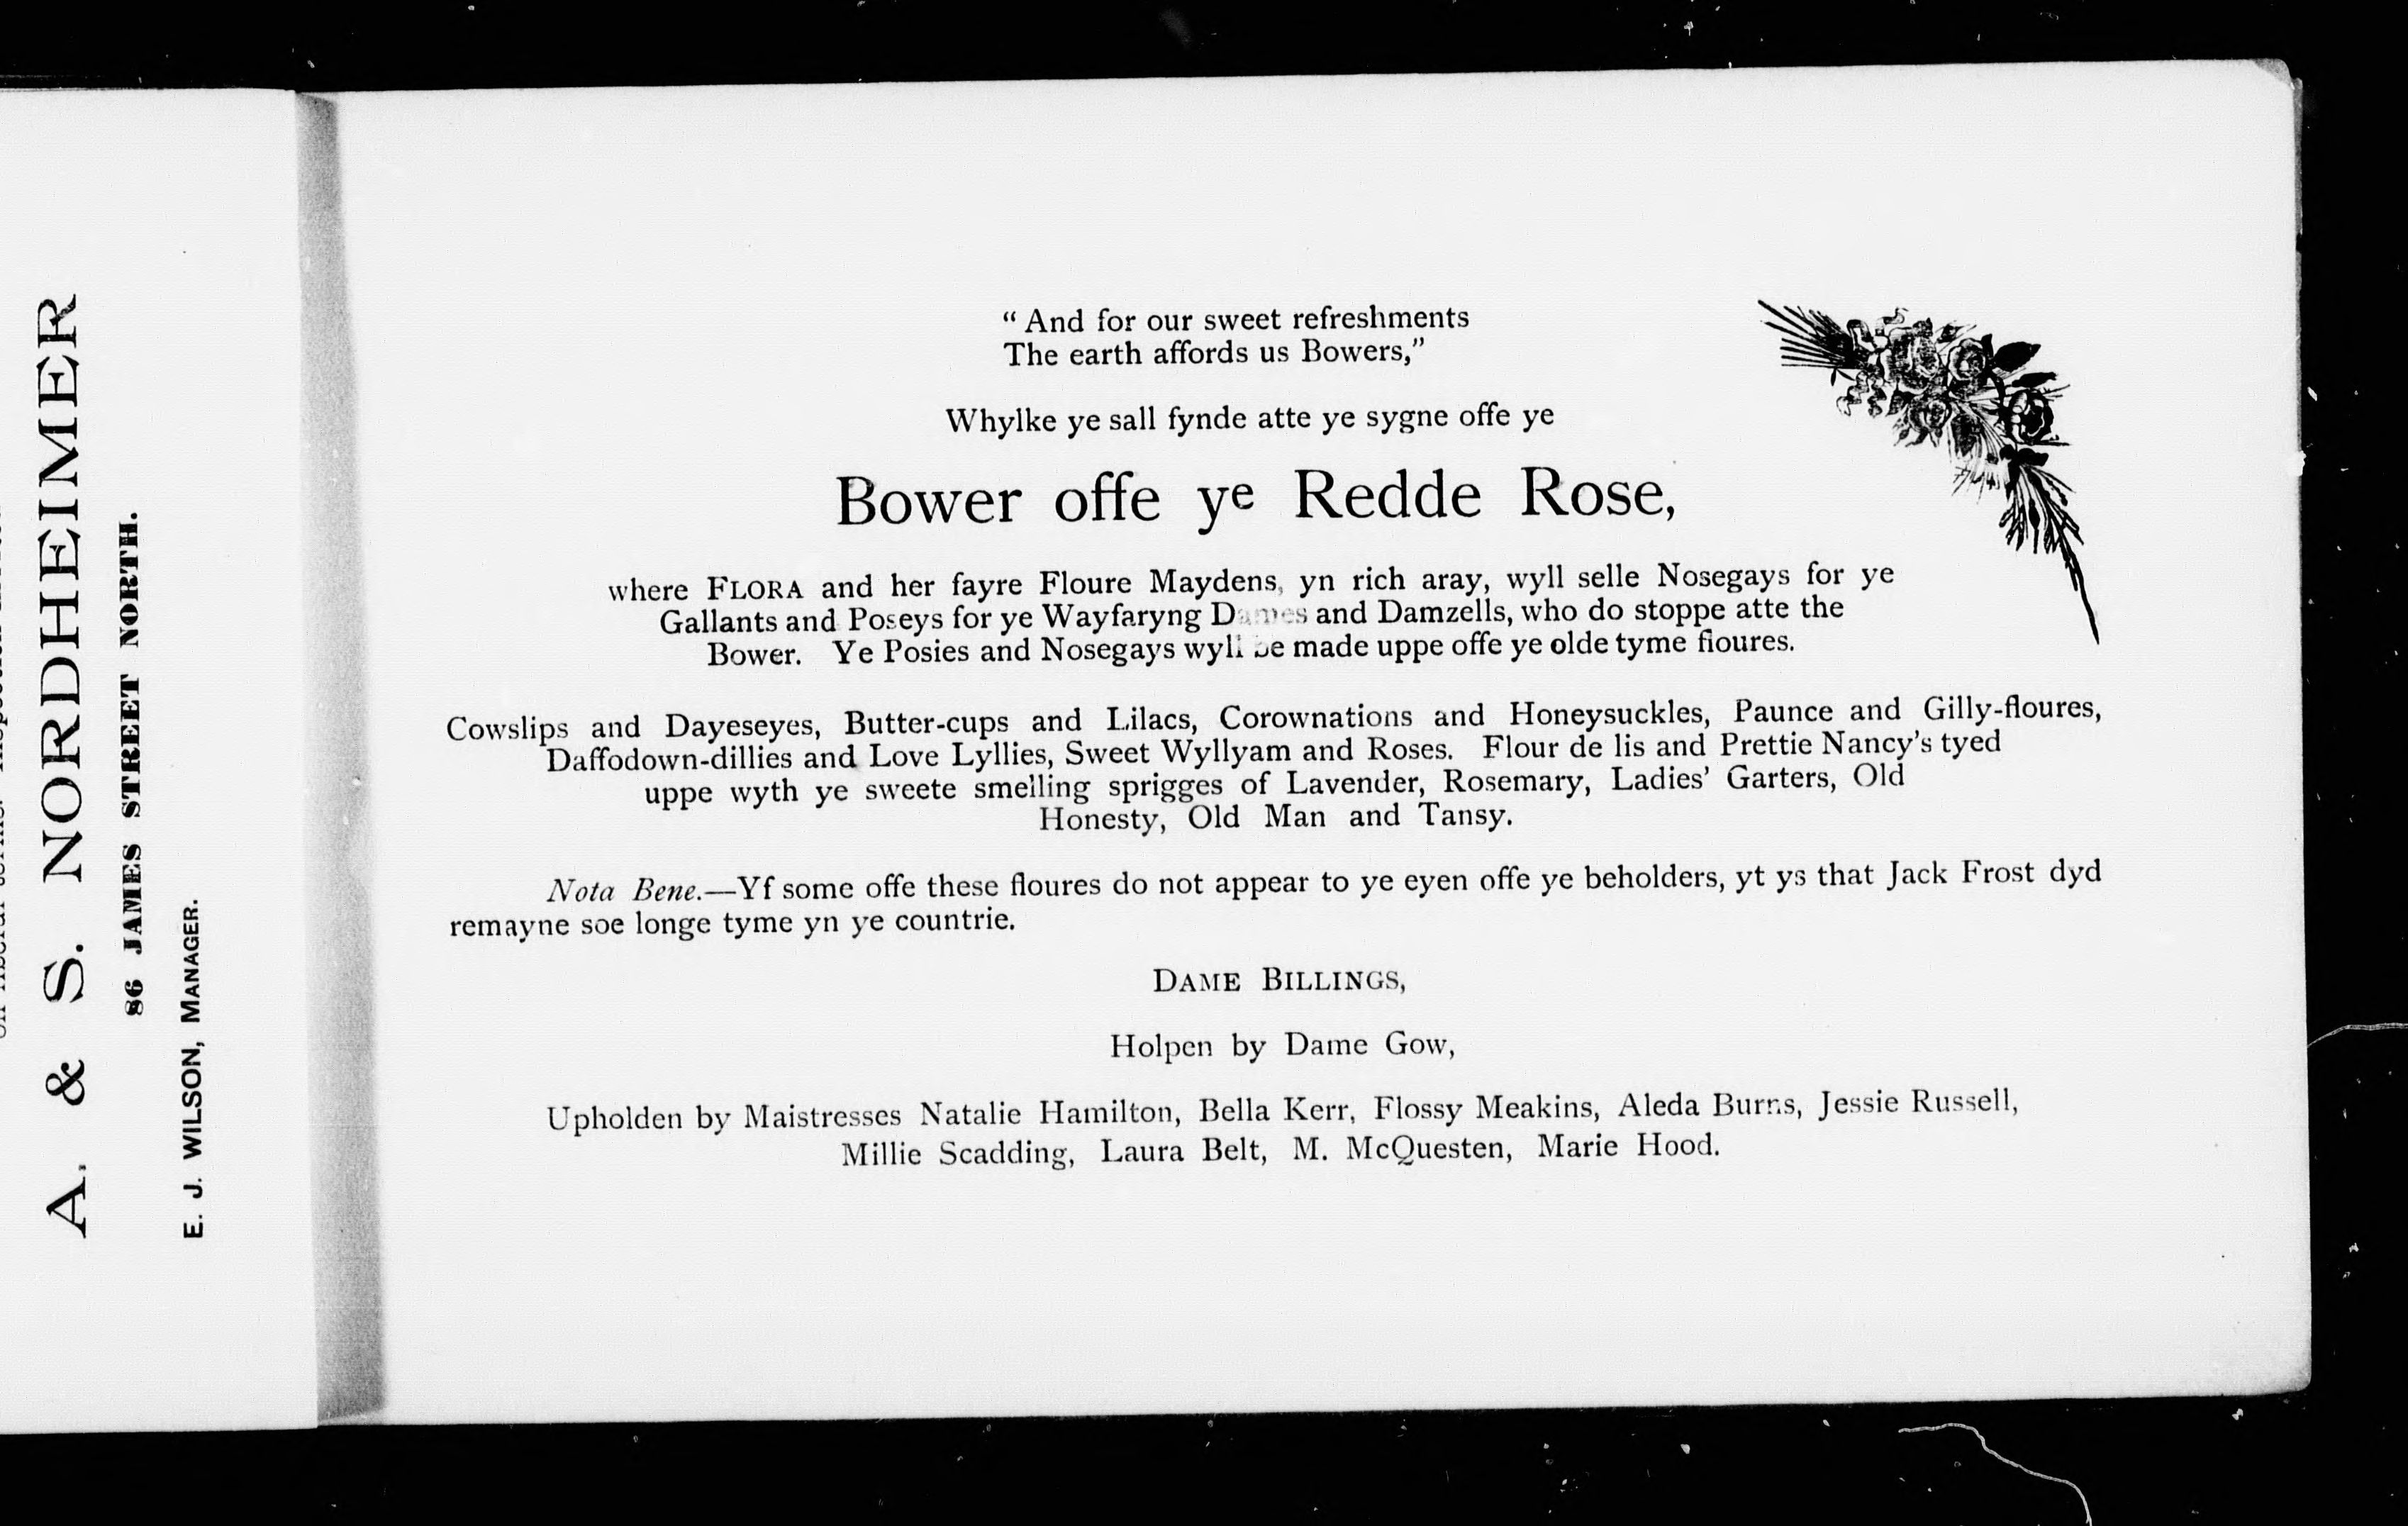 A. & S. NORDHEIMER
86 JAMES STREET NORTH.
E. J. WILSON, MANAGER.
“ And for our sweet refreshments
The earth affords us Bowers,”
Whylke ye sall fynde atte ye sygne offe ye
Bower offe ye Redde Rose,
where FLORA and her fayre Floure Maydens, yn rich aray, wyll selle Nosegays for ye
Gallants and Poseys for ye Wayfaryng Dames and Damzells, who do stoppe atte the
Bower. Ye Posies and Nosegays wyll be made uppe offe ye olde tyme floures.
Cowslips and Dayeseyes, Butter-cups and Lilacs, Corownations and Honeysuckles, Paunce and Gilly-floures,
Daffodown-dillies and Love Lyllies, Sweet Wyllyam and Roses. Flour de lis and Prettie Nancy’s tyed
uppe wyth ye sweete smelling sprigges of Lavender, Rosemary, Ladies’ Garters, Old
Honesty, Old Man and Tansy.
Nota Bene.—Yf some offe these floures do not appear to ye eyen offe ye beholders, yt ys that Jack Frost dyd
remayne soe longe tyme yn ye countrie.
DAME BILLINGS,
Holpen by Dame Gow,
Upholden by Maistresses Natalie Hamilton, Bella Kerr, Flossy Meakins, Aleda Burns, Jessie Russell,
Millie Scadding, Laura Belt, M. McQuesten, Marie Hood.